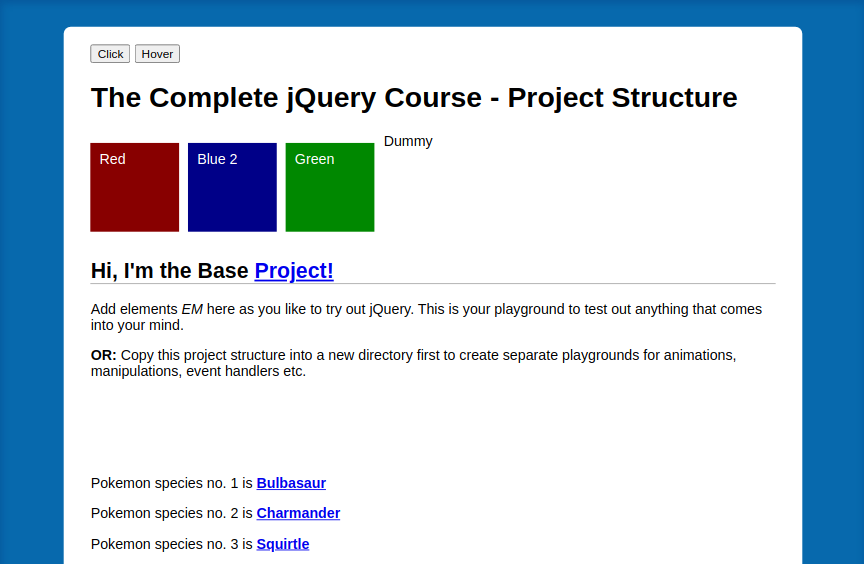 Click Hover
The Complete jQuery Course - Project Structure
Red Blue 2 Green Dummy
Hi, I'm the Base Project!
Add elements EM here as you like to try out jQuery. This is your playground to test out anything that comes
into your mind.
OR: Copy this project structure into a new directory first to create separate playgrounds for animations,
manipulations, event handlers etc.
Pokemon species no. 1 is Bulbasaur
Pokemon species no. 2 is Charmander
Pokemon species no. 3 is Squirtle